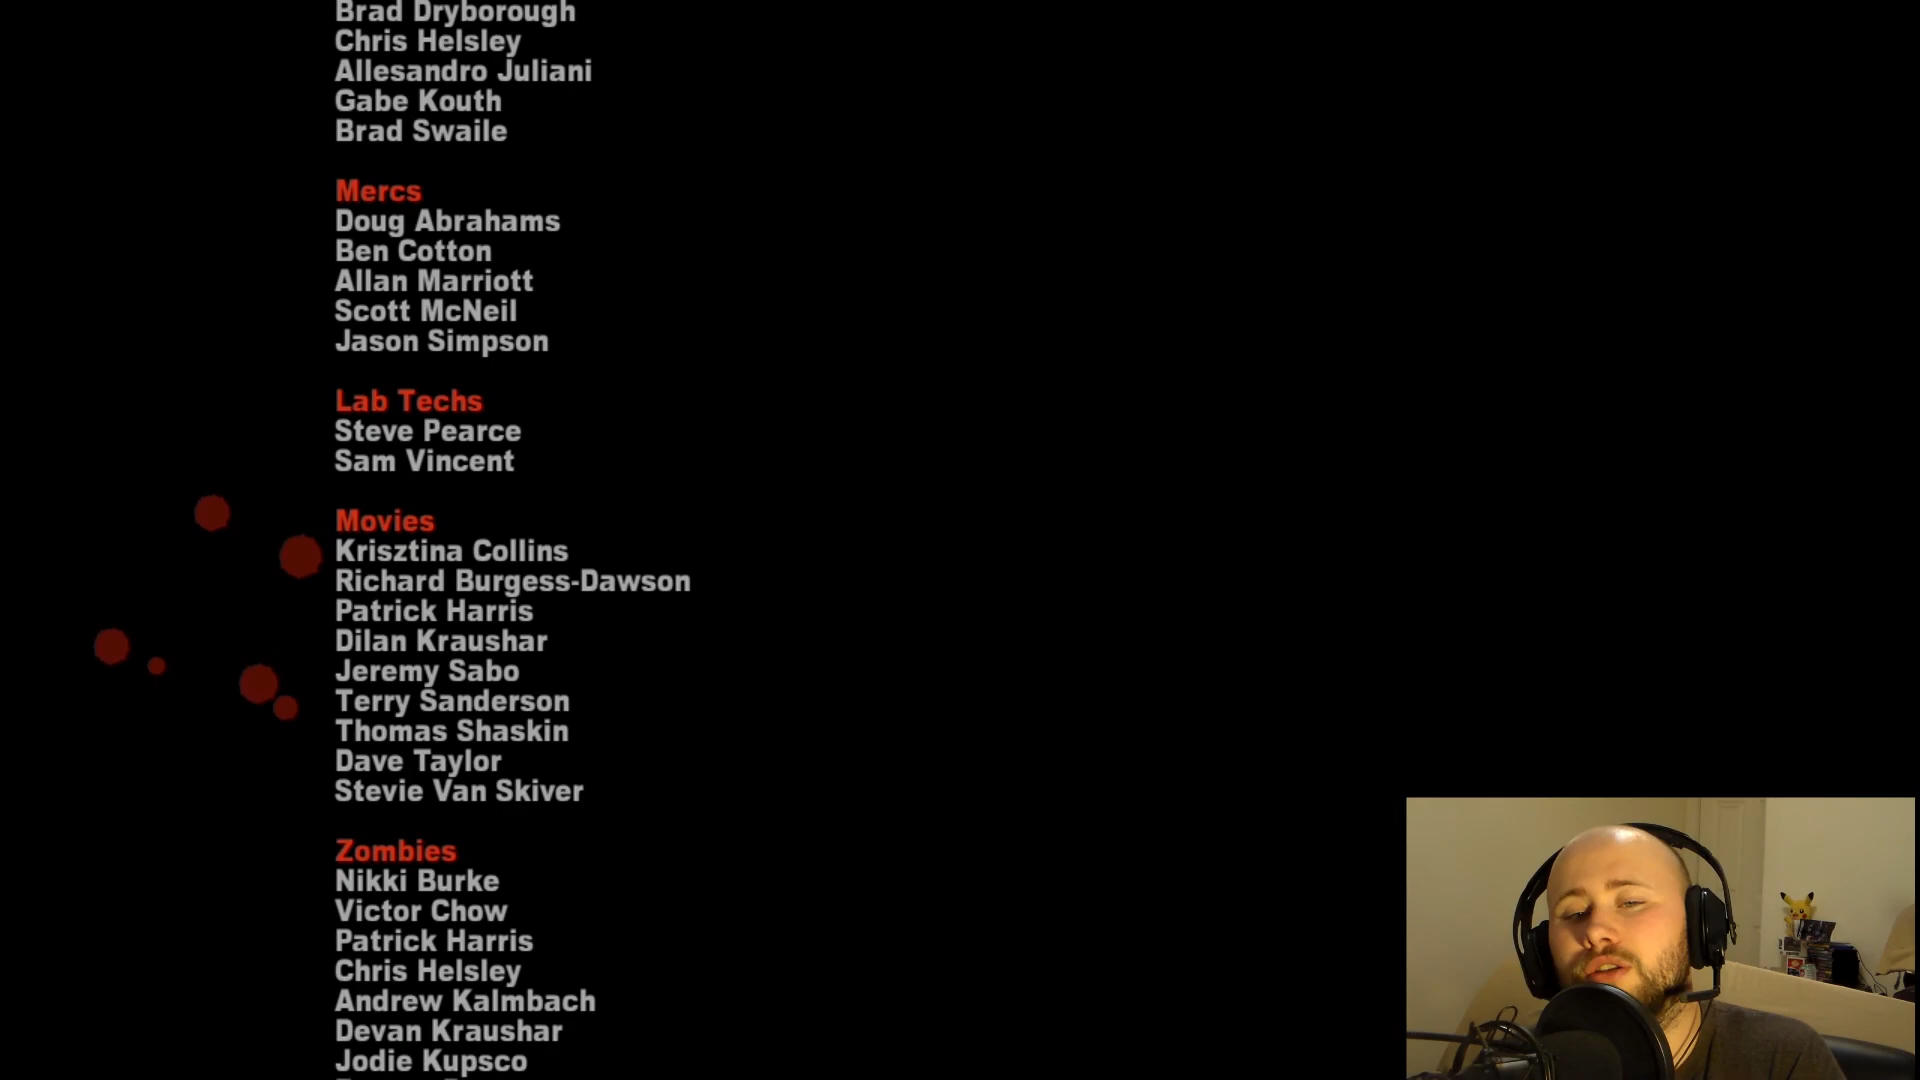 Brad Dryborough
Chris Helsley
Allesandro Juliani
Gabe Kouth
Brad Swaile
Mercs
Doug Abrahams
Ben Cotton
Allan Marriott
Scott McNeil
Jason Simpson
Lab Techs
Steve Pearce
Sam Vincent
Movies
Krisztina Collins
Richard Burgess-Dawson
Patrick Harris
Dilan Kraushar
Jeremy Sabo
Terry Sanderson
Thomas Shaskin
Dave Taylor
Stevie Van Skiver
Zombies
Nikki Burke
Victor Chow
Patrick Harris
Chris Helsley
Andrew Kalmbach
Devan Kraushar
Jodie Kupsco